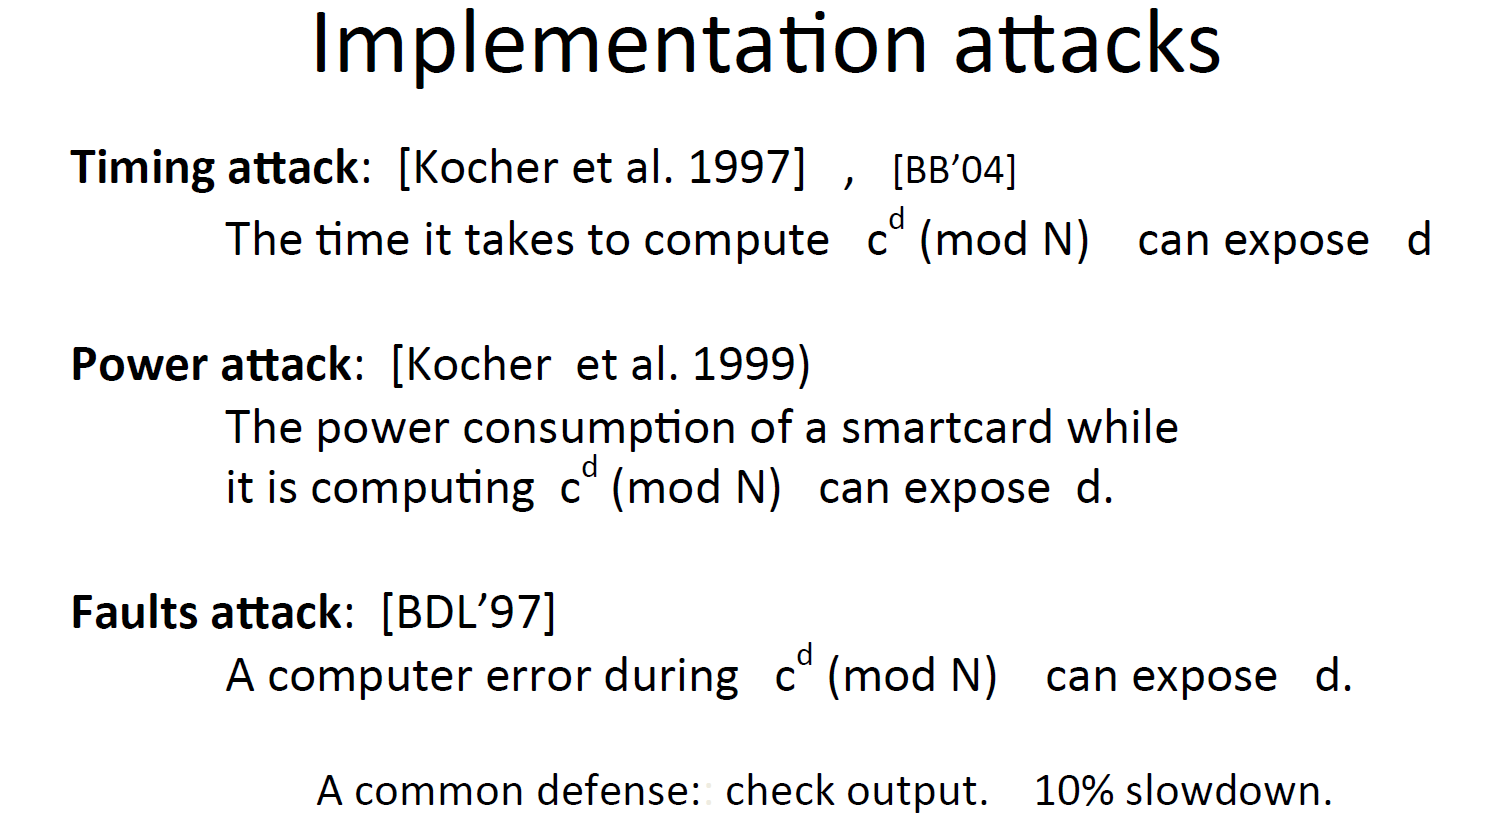 Implementation attacks
Timing attack: [Kocher et al. 1997] , [BB’04]
The time it takes to compute c^d (mod N) can expose d
Power attack: [Kocher et al. 1999)
The power consumption of a smartcard while
it is computing c^d (mod N) can expose d.
Faults attack: [BDL’97]
A computer error during c^d (mod N) can expose d.
A common defense:: check output. 10% slowdown.